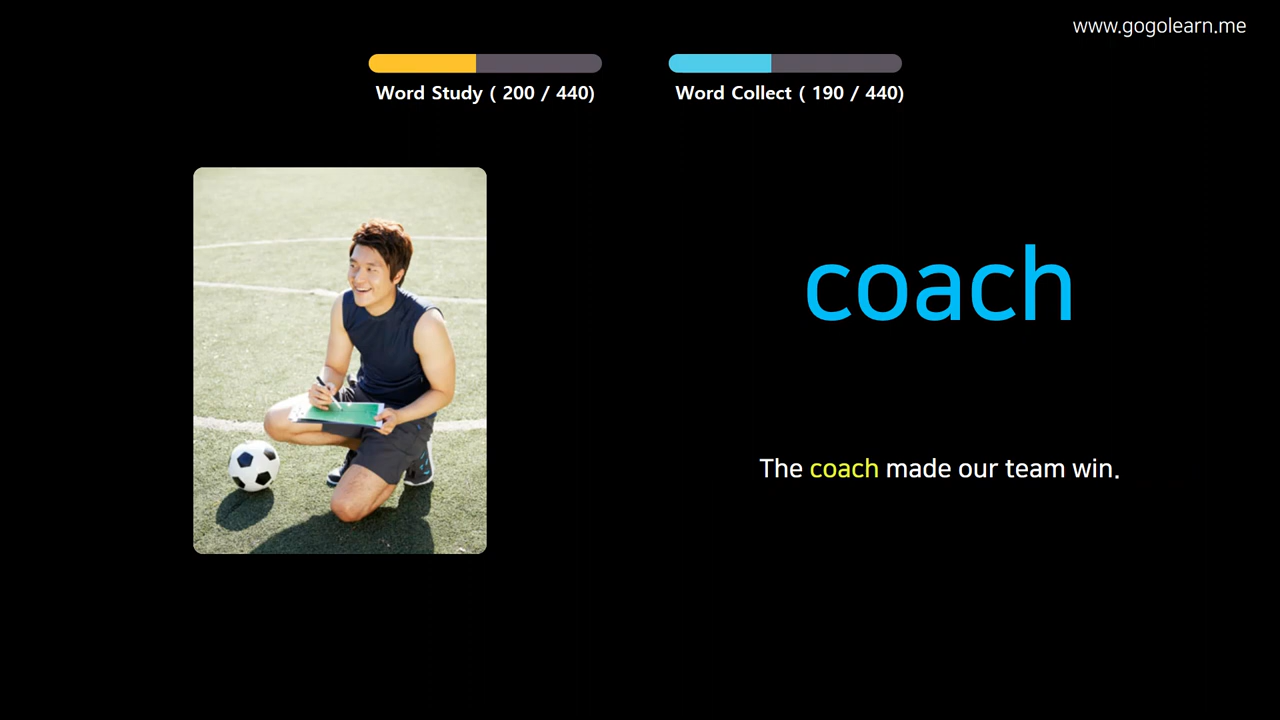 www.gogolearn.me
Word Study ( 200 / 440)
Word Collect ( 190 / 440)
coach
The coach made our team win.